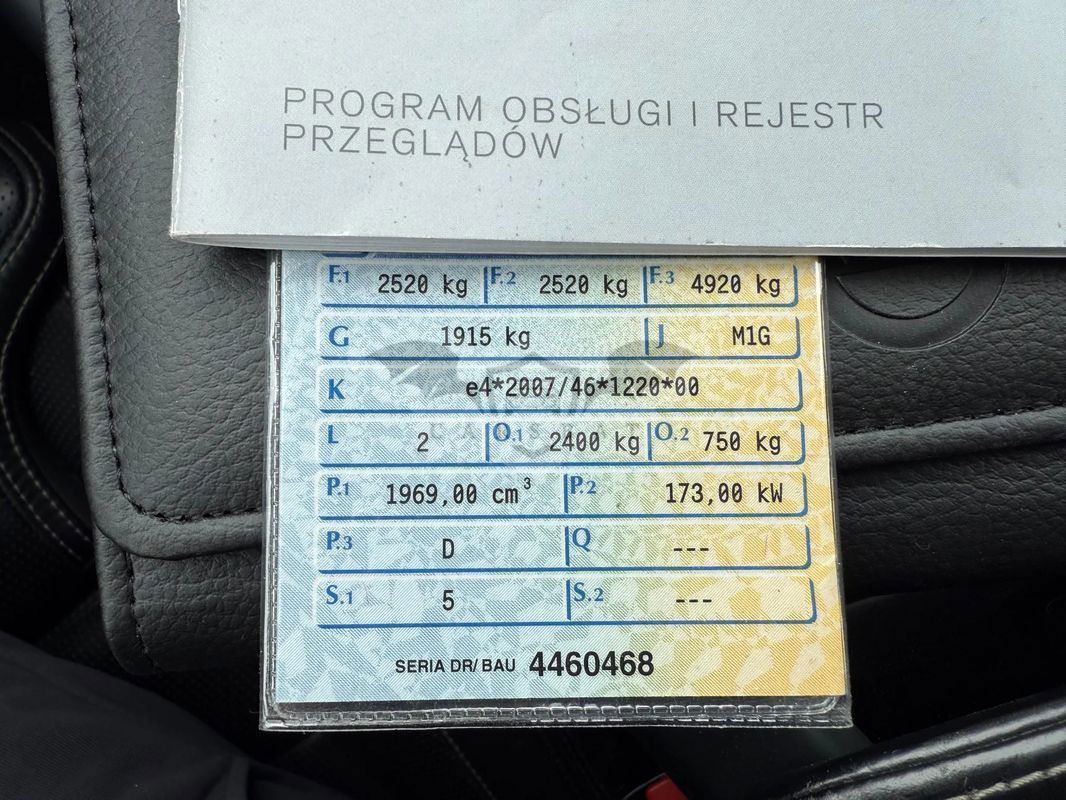 PROGRAM OBSŁUGI I REJESTR
PRZEGLĄDÓW
F.1 2520 kg F.2 2520 kg F.3 4920 kg
G 1915 kg J M1G
K e4*2007/46*1220*00
L 2 O.1 2400 kg O.2 750 kg
P.1 1969,00 cm³ P.2 173,00 kW
P.3 D Q ---
S.1 5 S.2 ---
SERIA DR/BAU 4460468